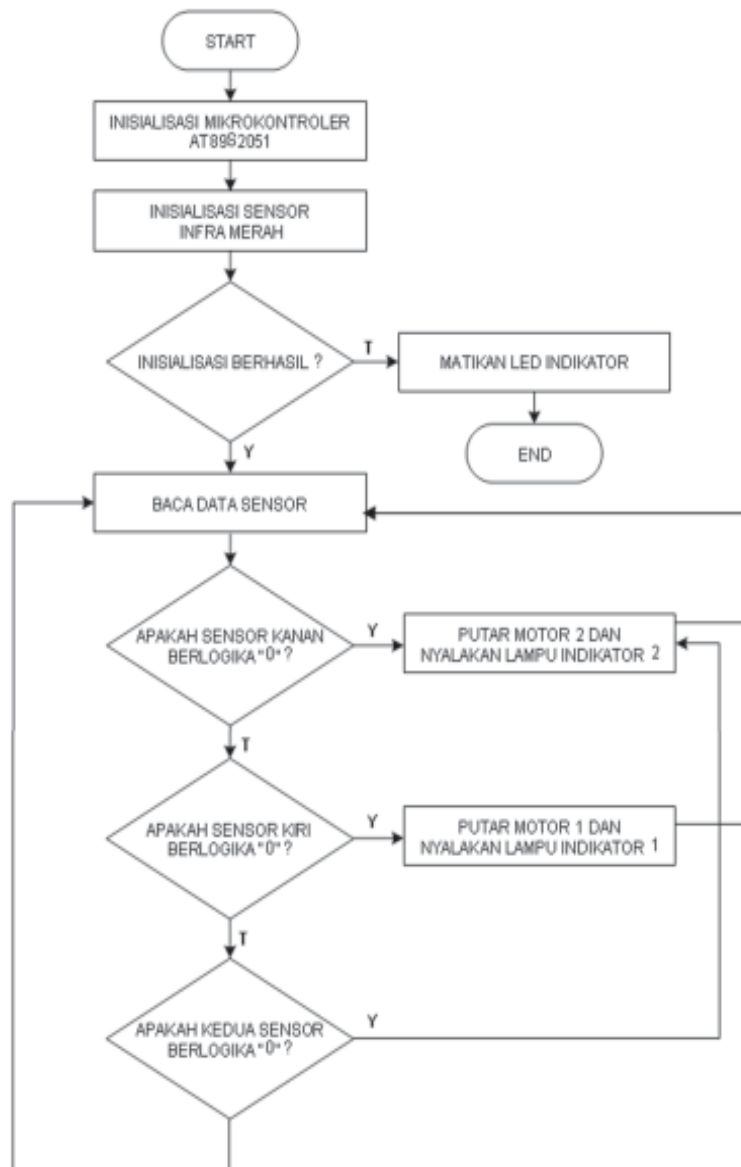 START
INISIALISASI MIKROKONTROLER
AT89S2051
INISIALISASI SENSOR
INFRA MERAH
INISIALISASI BERHASIL ?
T
MATIKAN LED INDIKATOR
END
Y
BACA DATA SENSOR
APAKAH SENSOR KANAN
BERLOGIKA "0" ?
Y
PUTAR MOTOR 2 DAN
NYALAKAN LAMPU INDIKATOR 2
T
APAKAH SENSOR KIRI
BERLOGIKA "0" ?
Y
PUTAR MOTOR 1 DAN
NYALAKAN LAMPU INDIKATOR 1
T
APAKAH KEDUA SENSOR
BERLOGIKA "0" ?
Y